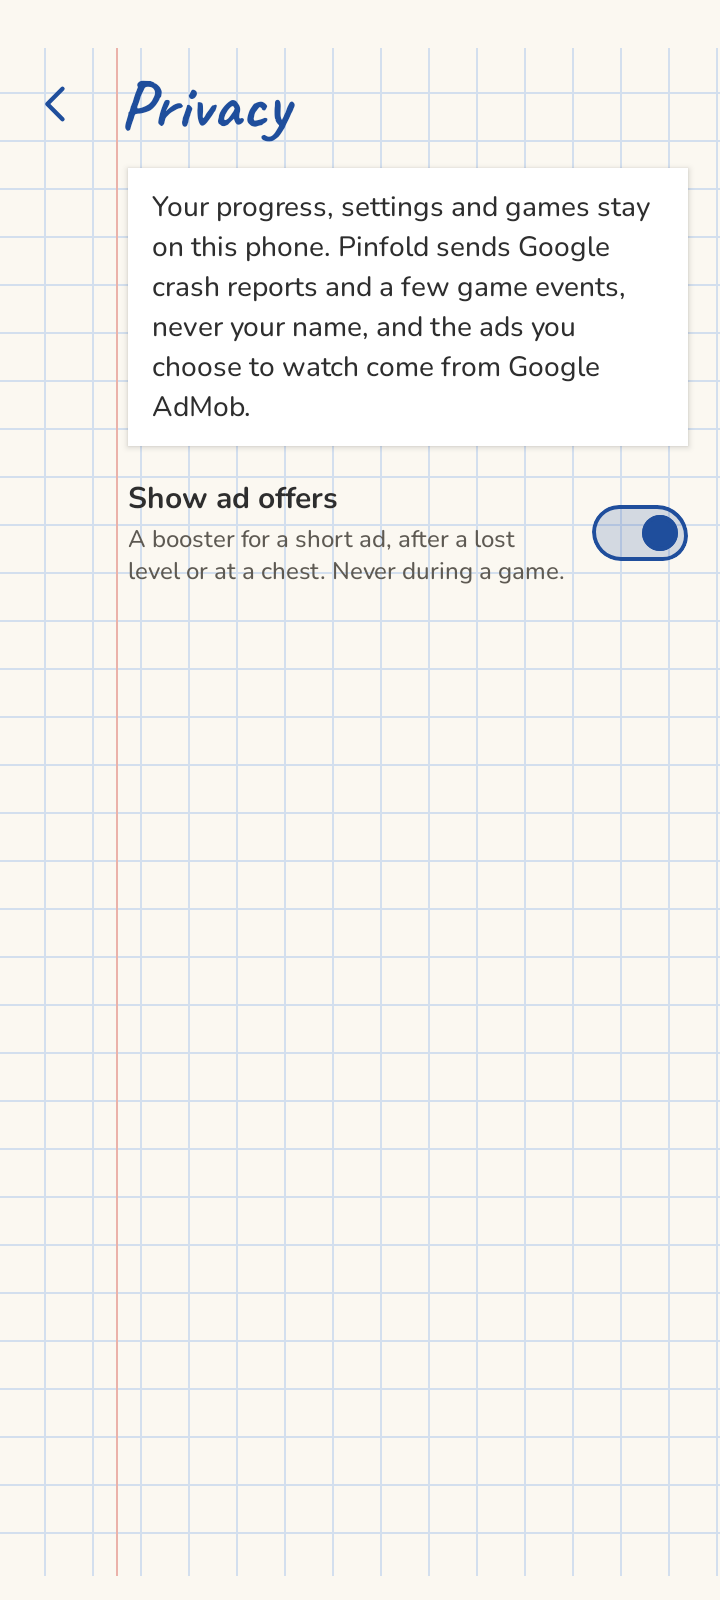 Privacy
Your progress, settings and games stay
on this phone. Pinfold sends Google
crash reports and a few game events,
never your name, and the ads you
choose to watch come from Google
AdMob.
Show ad offers
A booster for a short ad, after a lost
level or at a chest. Never during a game.